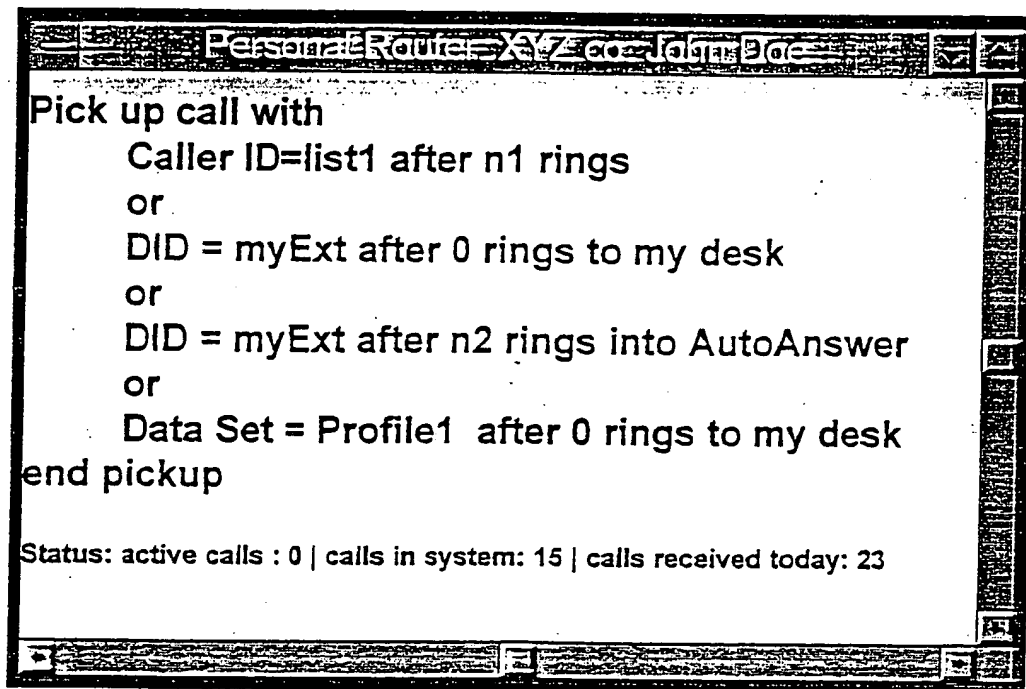 Personal Router XYZ co: John Doe
Pick up call with
Caller ID=list1 after n1 rings
or
DID = myExt after 0 rings to my desk
or
DID = myExt after n2 rings into AutoAnswer
or
Data Set = Profile1 after 0 rings to my desk
end pickup
Status: active calls : 0 | calls in system: 15 | calls received today: 23